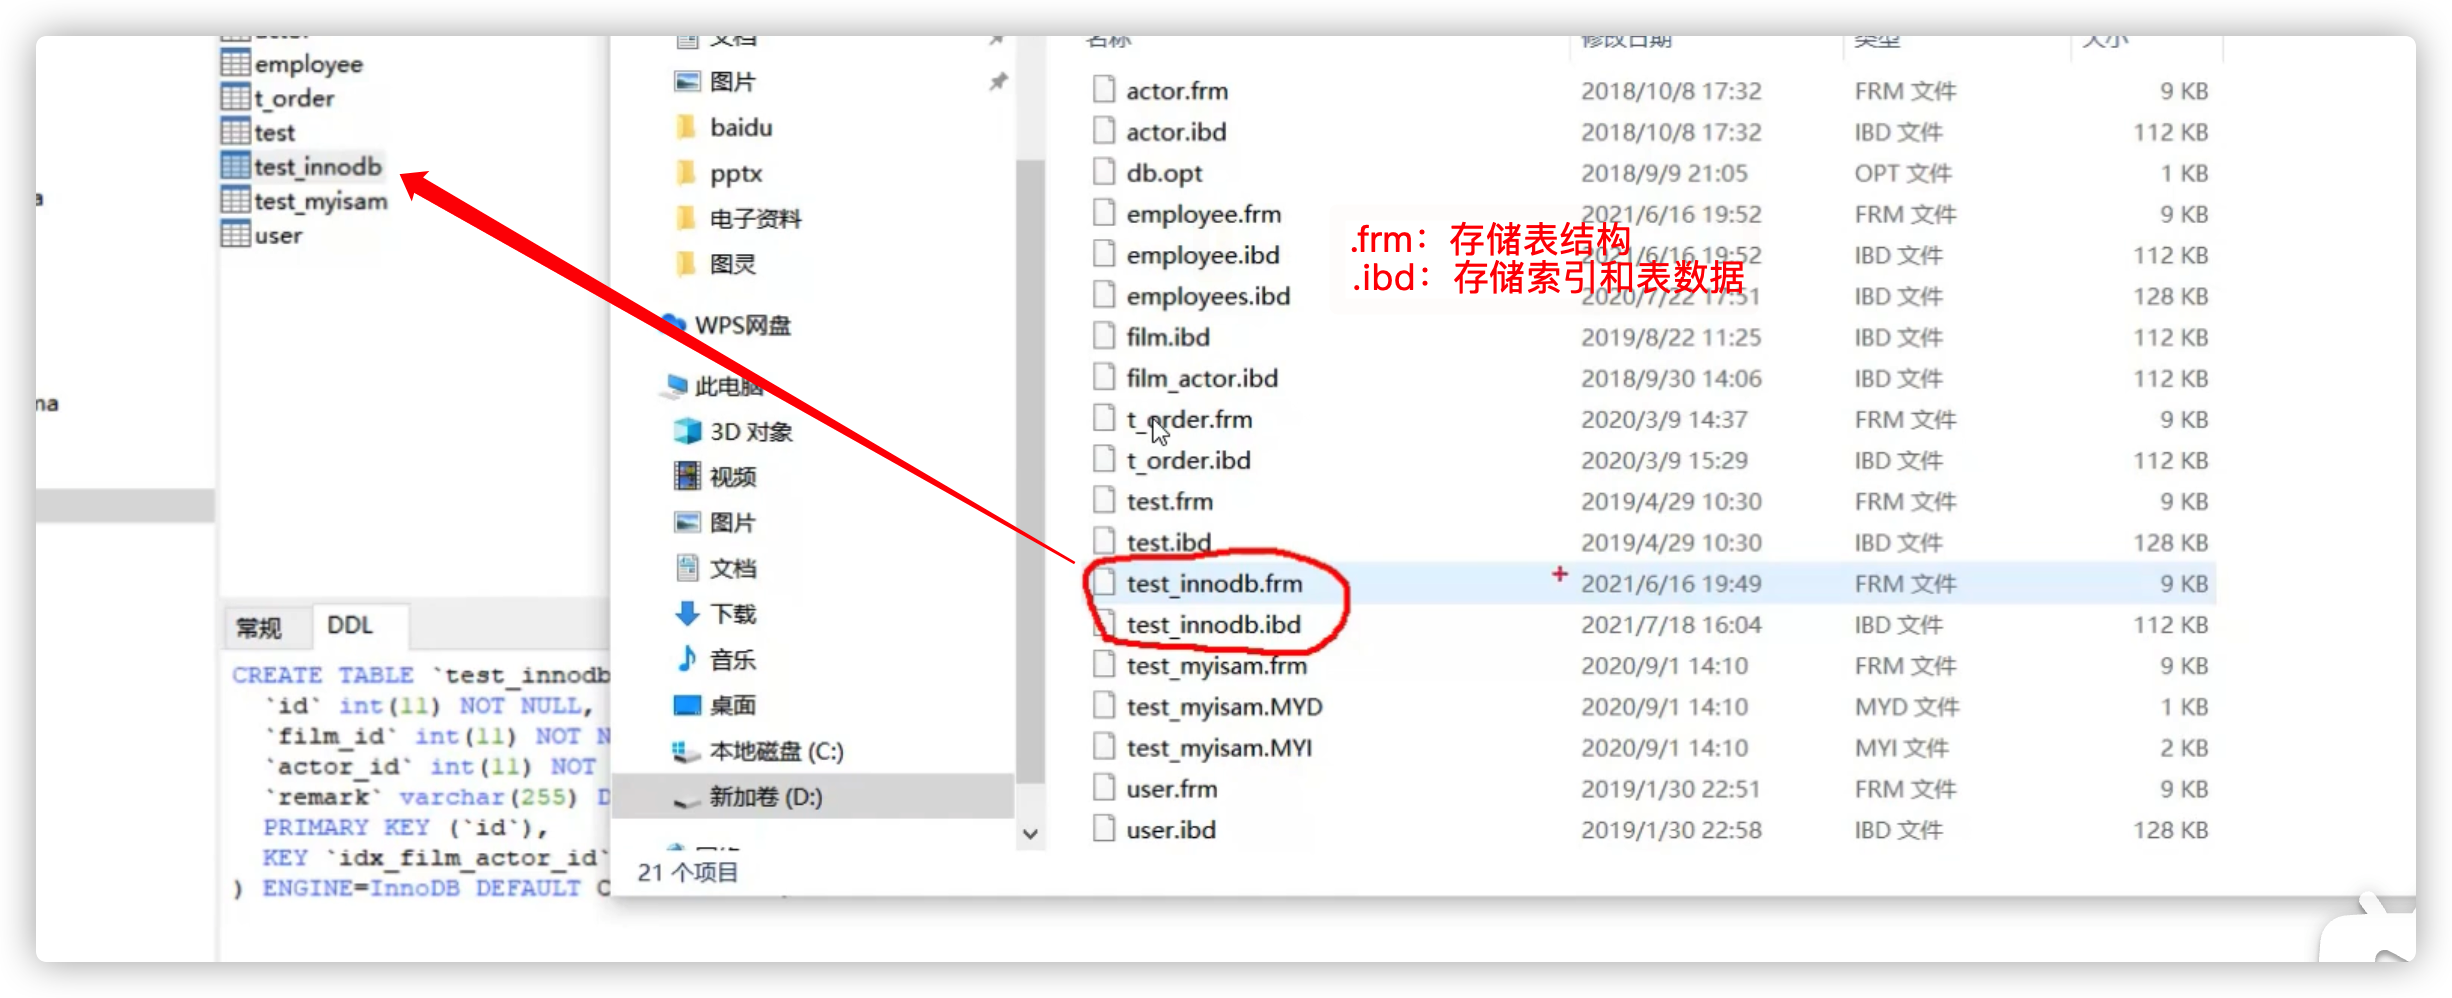 actor
employee
t_order
test
test_innodb
test_myisam
user
a
ma
常规
DDL
CREATE TABLE `test_innodb
`id` int(11) NOT NULL,
`film_id` int(11) NOT N
`actor_id` int(11) NOT
`remark` varchar(255) D
PRIMARY KEY (`id`),
KEY `idx_film_actor_id`
) ENGINE=InnoDB DEFAULT C
文档
图片
baidu
pptx
电子资料
图灵
WPS网盘
此电脑
3D 对象
视频
图片
文档
下载
音乐
桌面
本地磁盘 (C:)
新加卷 (D:)
网络
21 个项目
名称 修改日期 类型 大小
actor.frm 2018/10/8 17:32 FRM 文件 9 KB
actor.ibd 2018/10/8 17:32 IBD 文件 112 KB
db.opt 2018/9/9 21:05 OPT 文件 1 KB
employee.frm 2021/6/16 19:52 FRM 文件 9 KB
employee.ibd 2021/6/16 19:52 IBD 文件 112 KB
employees.ibd 2020/7/22 17:51 IBD 文件 128 KB
film.ibd 2019/8/22 11:25 IBD 文件 112 KB
film_actor.ibd 2018/9/30 14:06 IBD 文件 112 KB
t_order.frm 2020/3/9 14:37 FRM 文件 9 KB
t_order.ibd 2020/3/9 15:29 IBD 文件 112 KB
test.frm 2019/4/29 10:30 FRM 文件 9 KB
test.ibd 2019/4/29 10:30 IBD 文件 128 KB
test_innodb.frm 2021/6/16 19:49 FRM 文件 9 KB
test_innodb.ibd 2021/7/18 16:04 IBD 文件 112 KB
test_myisam.frm 2020/9/1 14:10 FRM 文件 9 KB
test_myisam.MYD 2020/9/1 14:10 MYD 文件 1 KB
test_myisam.MYI 2020/9/1 14:10 MYI 文件 2 KB
user.frm 2019/1/30 22:51 FRM 文件 9 KB
user.ibd 2019/1/30 22:58 IBD 文件 128 KB
.frm：存储表结构
.ibd：存储索引和表数据